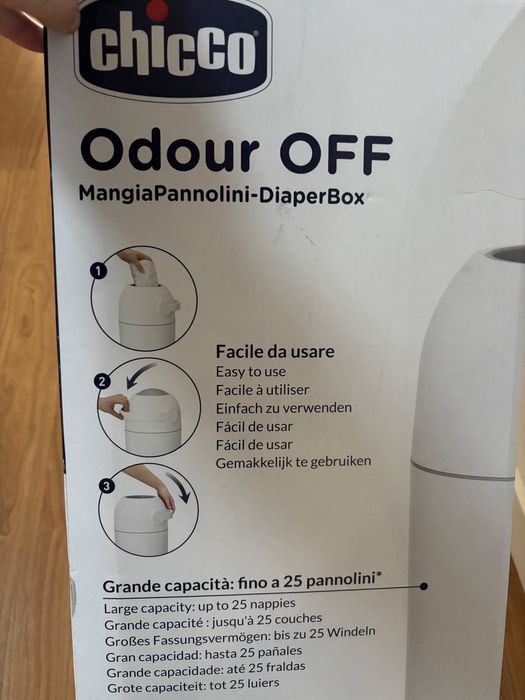 chicco
Odour OFF
MangiaPannolini-DiaperBox
1
2
3
Facile da usare
Easy to use
Facile à utiliser
Einfach zu verwenden
Fácil de usar
Fácil de usar
Gemakkelijk te gebruiken
Grande capacità: fino a 25 pannolini*
Large capacity: up to 25 nappies
Grande capacité : jusqu'à 25 couches
Großes Fassungsvermögen: bis zu 25 Windeln
Gran capacidad: hasta 25 pañales
Grande capacidade: até 25 fraldas
Grote capaciteit: tot 25 luiers